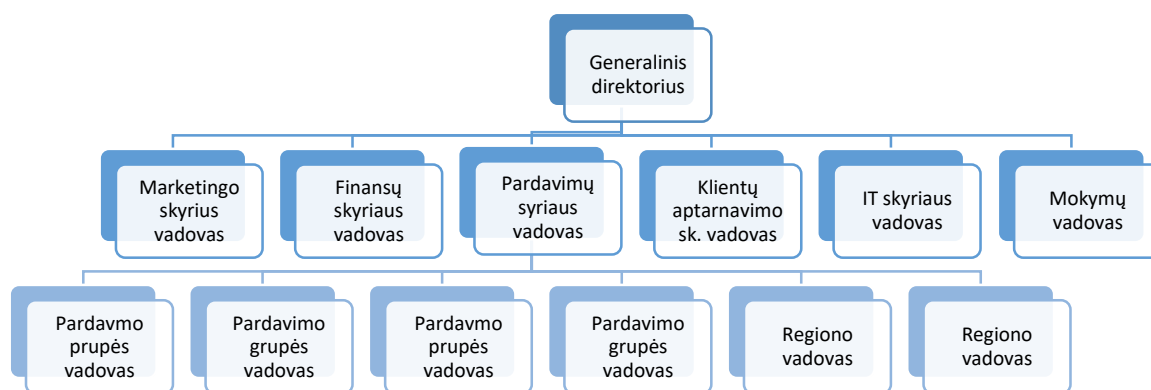 Generalinis
direktorius
Marketingo
skyrius
vadovas
Finansų
skyriaus
vadovas
Pardavimų
syriaus
vadovas
Klientų
aptarnavimo
sk. vadovas
IT skyriaus
vadovas
Mokymų
vadovas
Pardavmo
prupės
vadovas
Pardavimo
grupės
vadovas
Pardavmo
prupės
vadovas
Pardavimo
grupės
vadovas
Regiono
vadovas
Regiono
vadovas